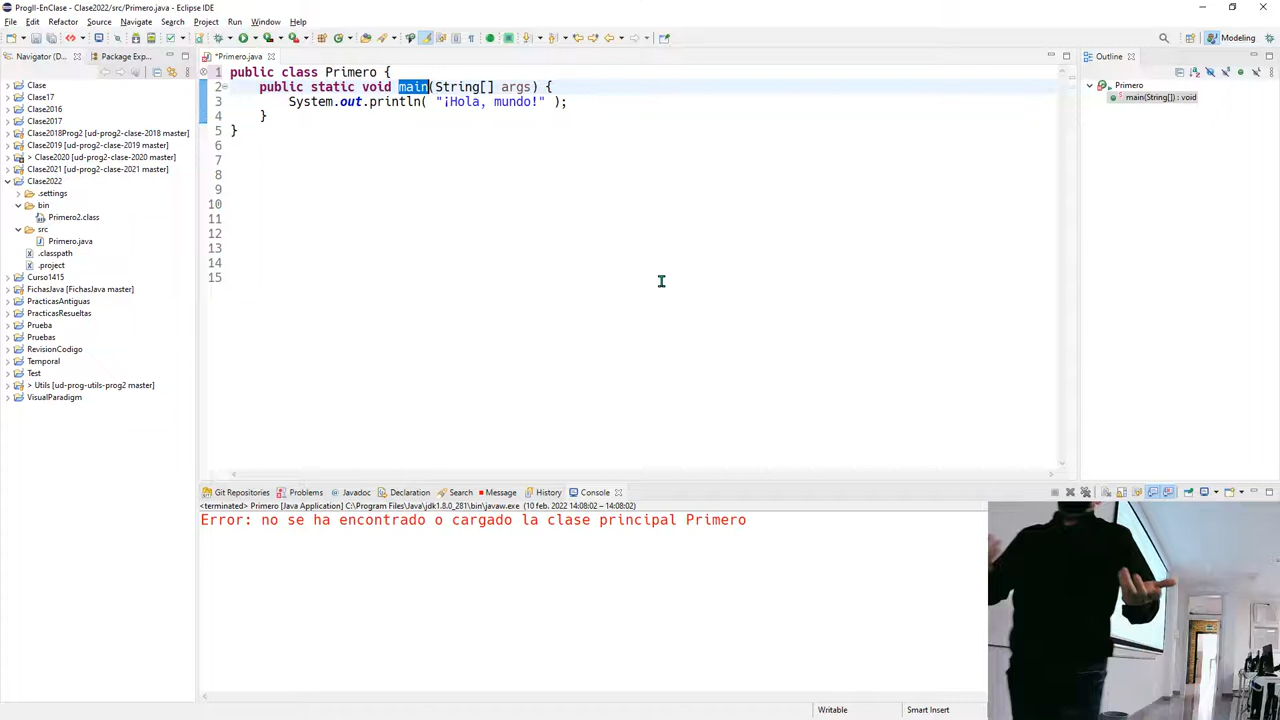 ProgII-EnClase - Clase2022/src/Primero.java - Eclipse IDE
File Edit Refactor Source Navigate Search Project Run Window Help
Modeling
Navigator (D...
Package Exp...
*Primero.java
Outline
Clase
Clase17
Clase2016
Clase2017
Clase2018Prog2 [ud-prog2-clase-2018 master]
Clase2019 [ud-prog2-clase-2019 master]
> Clase2020 [ud-prog2-clase-2020 master]
Clase2021 [ud-prog2-clase-2021 master]
Clase2022
.settings
bin
Primero2.class
src
Primero.java
.classpath
.project
Curso1415
FichasJava [FichasJava master]
PracticasAntiguas
PracticasResueltas
Prueba
Pruebas
RevisionCodigo
Temporal
Test
> Utils [ud-prog-utils-prog2 master]
VisualParadigm
1 public class Primero {
2 public static void main(String[] args) {
3 System.out.println( "¡Hola, mundo!" );
4 }
5 }
6
7
8
9
10
11
12
13
14
15
Primero
main(String[]) : void
Git Repositories Problems Javadoc Declaration Search Message History Console
<terminated> Primero [Java Application] C:\Program Files\Java\jdk1.8.0_281\bin\javaw.exe (10 feb. 2022 14:08:02 – 14:08:02)
Error: no se ha encontrado o cargado la clase principal Primero
Writable
Smart Insert